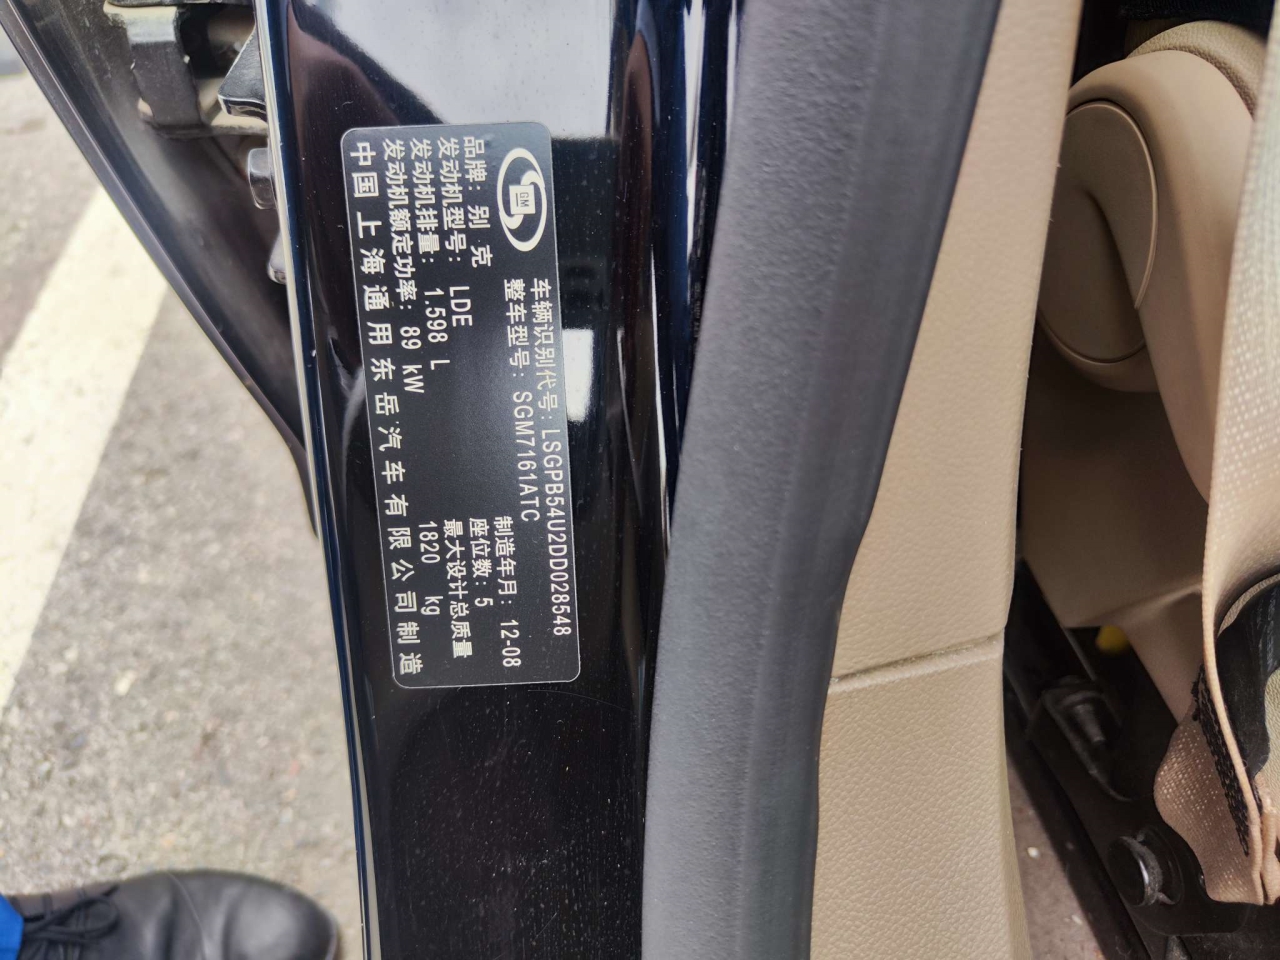 GM
车辆识别代号: LSGPB54U2DD028548
整车型号: SGM7161ATC
品牌: 别 克
制造年月: 12-08
发动机型号: LDE
座位数: 5
发动机排量: 1.598 L
最大设计总质量
发动机额定功率: 89 kW
1820 kg
中国 上海通用东岳汽车有限公司制造